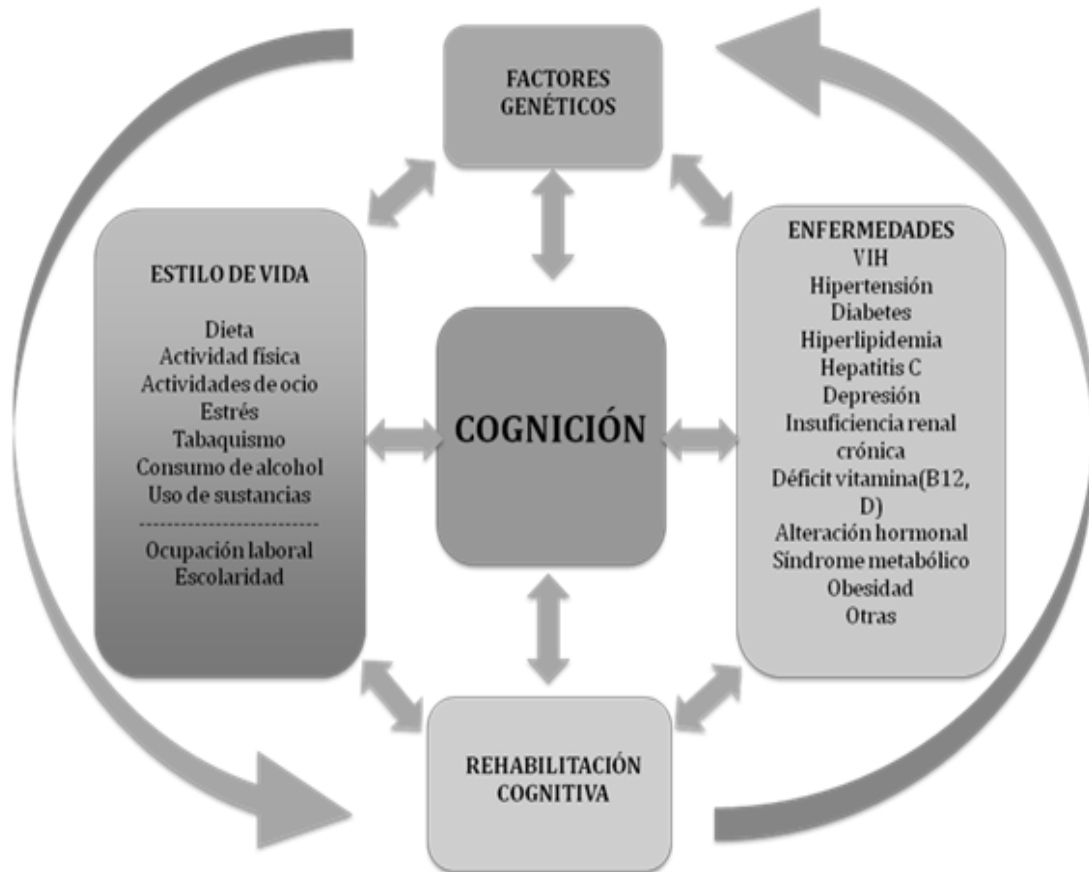 FACTORES
GENÉTICOS
ESTILO DE VIDA
Dieta
Actividad física
Actividades de ocio
Estrés
Tabaquismo
Consumo de alcohol
Uso de sustancias
---------------------------
Ocupación laboral
Escolaridad
COGNICIÓN
ENFERMEDADES
VIH
Hipertensión
Diabetes
Hiperlipidemia
Hepatitis C
Depresión
Insuficiencia renal
crónica
Déficit vitamina(B12,
D)
Alteración hormonal
Síndrome metabólico
Obesidad
Otras
REHABILITACIÓN
COGNITIVA